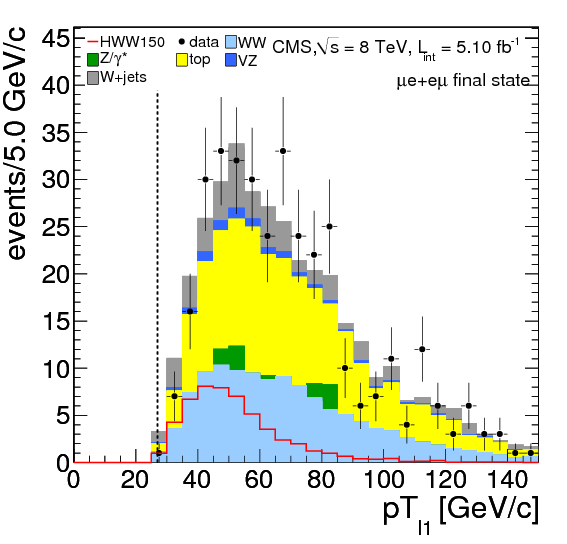 HWW150 data WW CMS,√s = 8 TeV, L_int = 5.10 fb⁻¹
Z/γ* top VZ
W+jets μe+eμ final state
events/5.0 GeV/c
45
40
35
30
25
20
15
10
5
0
0 20 40 60 80 100 120 140
pT_l1 [GeV/c]